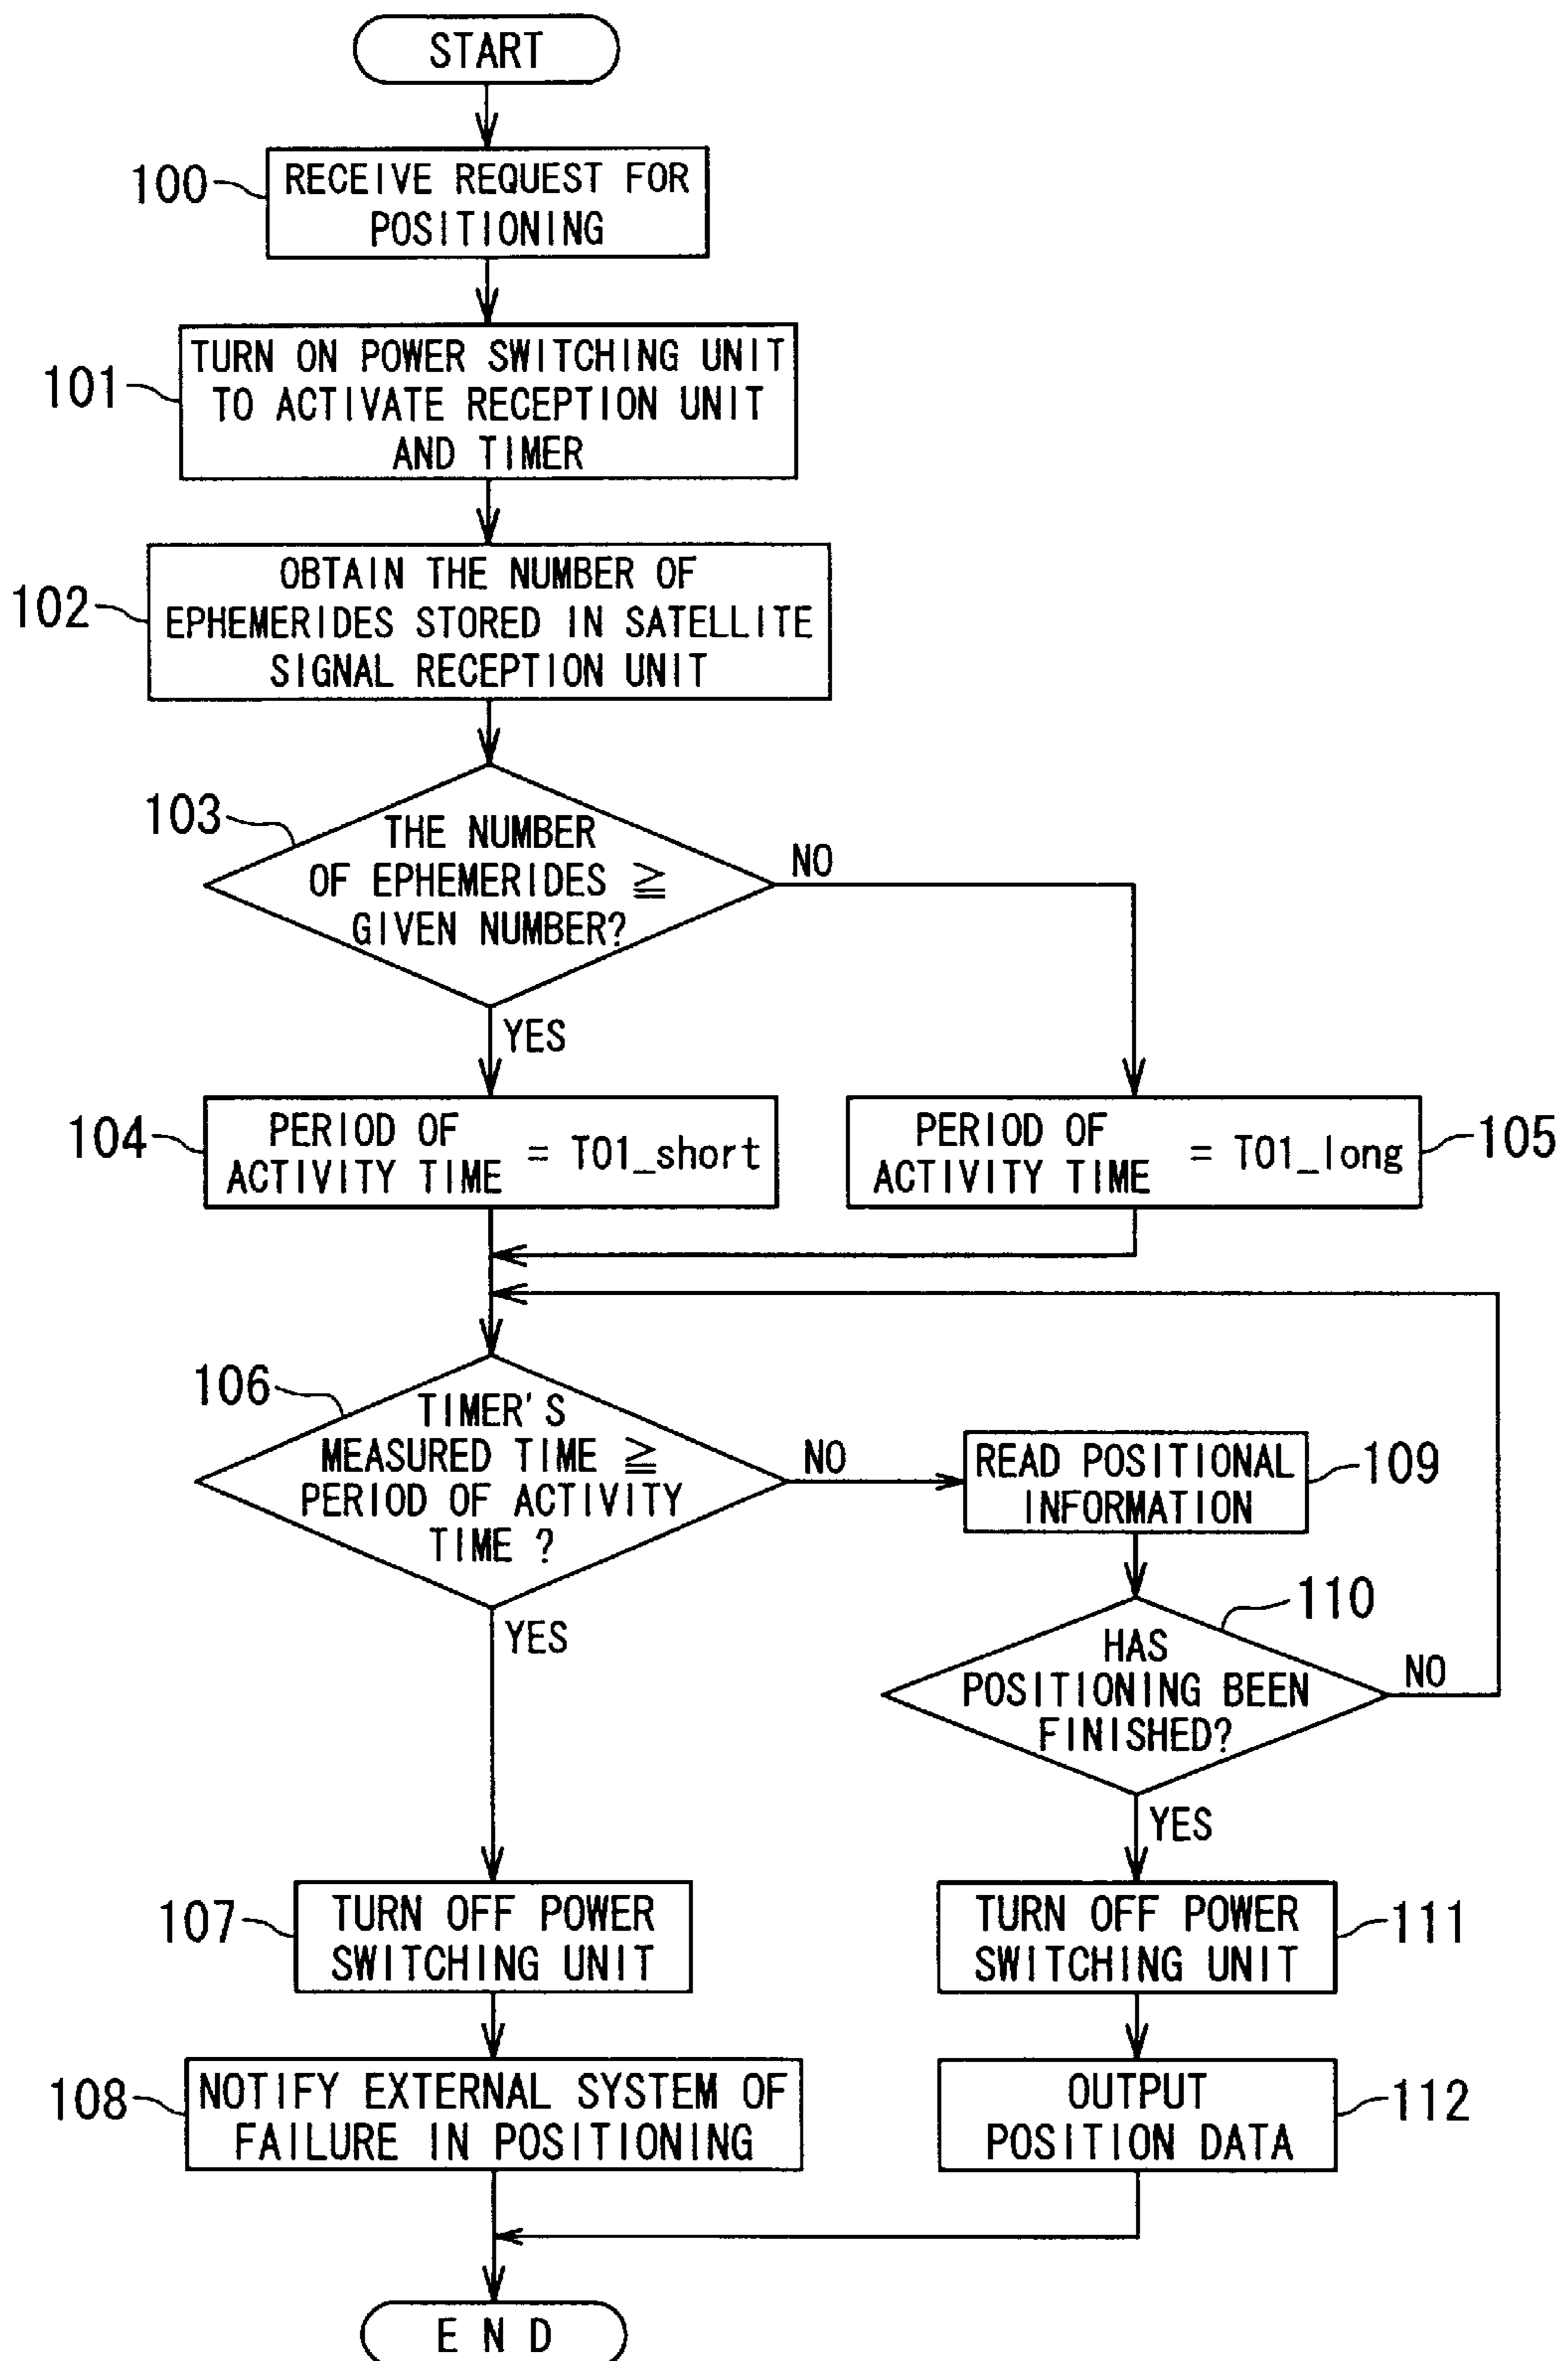 START
100
RECEIVE REQUEST FOR
POSITIONING
101
TURN ON POWER SWITCHING UNIT
TO ACTIVATE RECEPTION UNIT
AND TIMER
102
OBTAIN THE NUMBER OF
EPHEMERIDES STORED IN SATELLITE
SIGNAL RECEPTION UNIT
103
THE NUMBER
OF EPHEMERIDES ≧
GIVEN NUMBER?
NO
YES
104
PERIOD OF
ACTIVITY TIME = T01_short
PERIOD OF
ACTIVITY TIME = T01_long
105
106
TIMER'S
MEASURED TIME ≧
PERIOD OF ACTIVITY
TIME ?
NO
YES
READ POSITIONAL
INFORMATION
109
110
HAS
POSITIONING BEEN
FINISHED?
NO
YES
107
TURN OFF POWER
SWITCHING UNIT
TURN OFF POWER
SWITCHING UNIT
111
108
NOTIFY EXTERNAL SYSTEM OF
FAILURE IN POSITIONING
OUTPUT
POSITION DATA
112
END